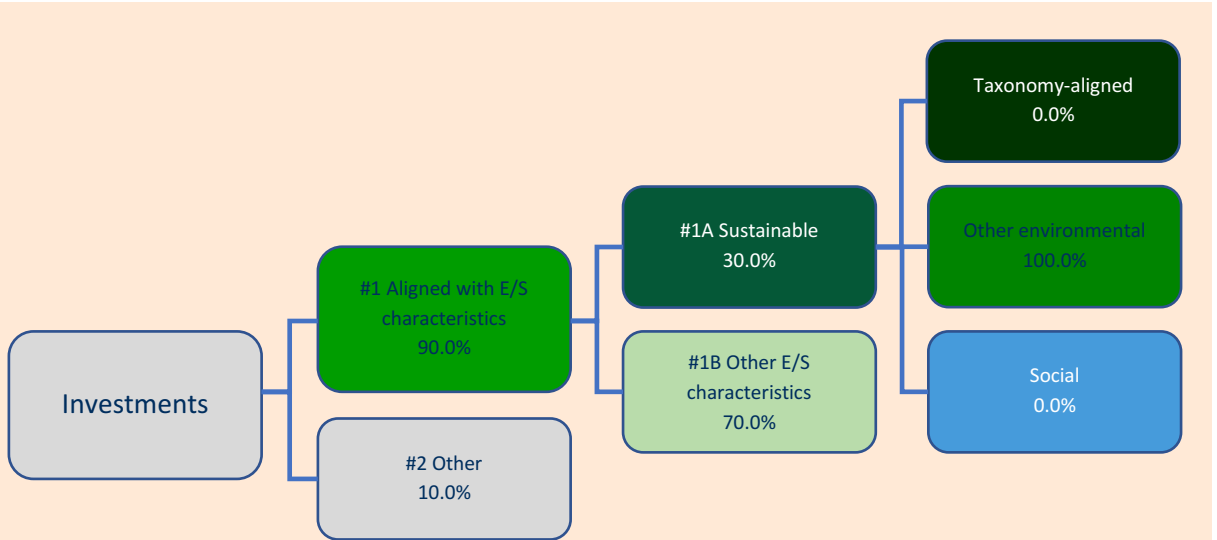 Investments
#1 Aligned with E/S
characteristics
90.0%
#2 Other
10.0%
#1A Sustainable
30.0%
#1B Other E/S
characteristics
70.0%
Taxonomy-aligned
0.0%
Other environmental
100.0%
Social
0.0%